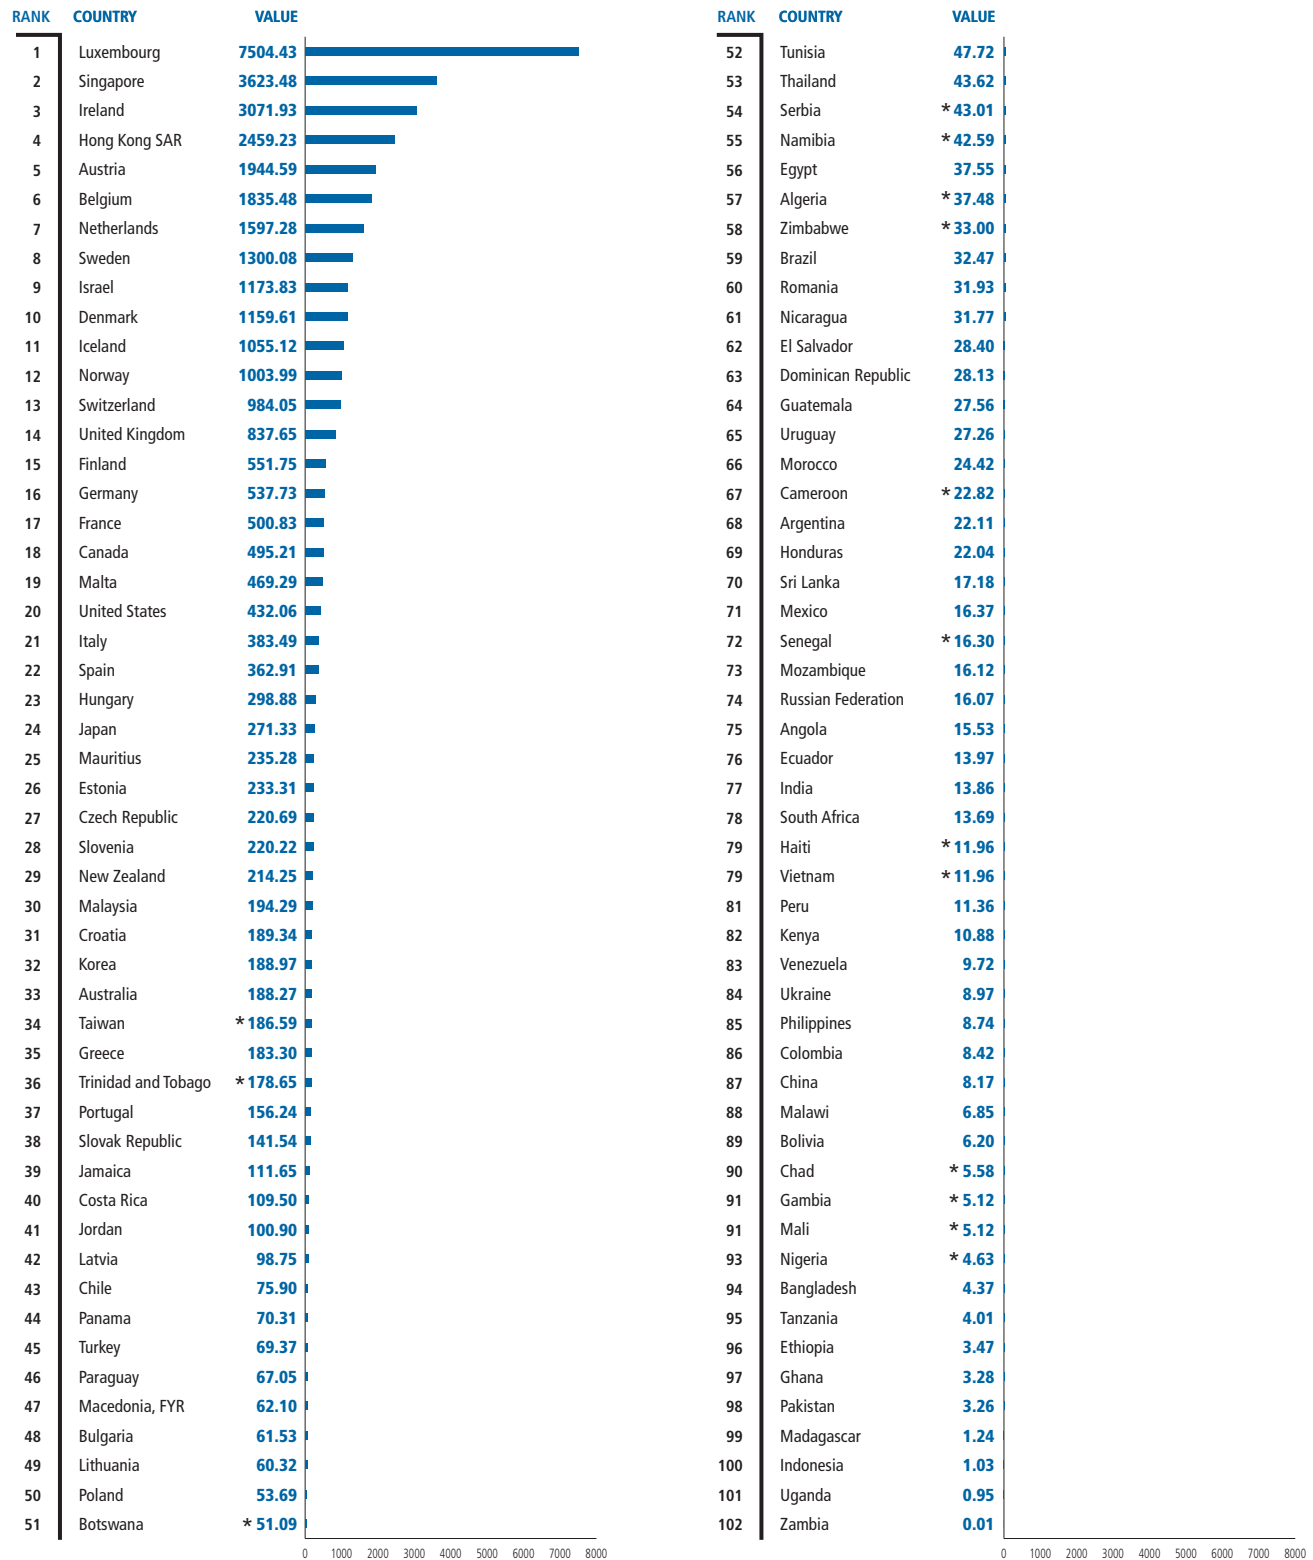 RANK COUNTRY VALUE
1 Luxembourg 7504.43
2 Singapore 3623.48
3 Ireland 3071.93
4 Hong Kong SAR 2459.23
5 Austria 1944.59
6 Belgium 1835.48
7 Netherlands 1597.28
8 Sweden 1300.08
9 Israel 1173.83
10 Denmark 1159.61
11 Iceland 1055.12
12 Norway 1003.99
13 Switzerland 984.05
14 United Kingdom 837.65
15 Finland 551.75
16 Germany 537.73
17 France 500.83
18 Canada 495.21
19 Malta 469.29
20 United States 432.06
21 Italy 383.49
22 Spain 362.91
23 Hungary 298.88
24 Japan 271.33
25 Mauritius 235.28
26 Estonia 233.31
27 Czech Republic 220.69
28 Slovenia 220.22
29 New Zealand 214.25
30 Malaysia 194.29
31 Croatia 189.34
32 Korea 188.97
33 Australia 188.27
34 Taiwan * 186.59
35 Greece 183.30
36 Trinidad and Tobago * 178.65
37 Portugal 156.24
38 Slovak Republic 141.54
39 Jamaica 111.65
40 Costa Rica 109.50
41 Jordan 100.90
42 Latvia 98.75
43 Chile 75.90
44 Panama 70.31
45 Turkey 69.37
46 Paraguay 67.05
47 Macedonia, FYR 62.10
48 Bulgaria 61.53
49 Lithuania 60.32
50 Poland 53.69
51 Botswana * 51.09
0 1000 2000 3000 4000 5000 6000 7000 8000
RANK COUNTRY VALUE
52 Tunisia 47.72
53 Thailand 43.62
54 Serbia * 43.01
55 Namibia * 42.59
56 Egypt 37.55
57 Algeria * 37.48
58 Zimbabwe * 33.00
59 Brazil 32.47
60 Romania 31.93
61 Nicaragua 31.77
62 El Salvador 28.40
63 Dominican Republic 28.13
64 Guatemala 27.56
65 Uruguay 27.26
66 Morocco 24.42
67 Cameroon * 22.82
68 Argentina 22.11
69 Honduras 22.04
70 Sri Lanka 17.18
71 Mexico 16.37
72 Senegal * 16.30
73 Mozambique 16.12
74 Russian Federation 16.07
75 Angola 15.53
76 Ecuador 13.97
77 India 13.86
78 South Africa 13.69
79 Haiti * 11.96
79 Vietnam * 11.96
81 Peru 11.36
82 Kenya 10.88
83 Venezuela 9.72
84 Ukraine 8.97
85 Philippines 8.74
86 Colombia 8.42
87 China 8.17
88 Malawi 6.85
89 Bolivia 6.20
90 Chad * 5.58
91 Gambia * 5.12
91 Mali * 5.12
93 Nigeria * 4.63
94 Bangladesh 4.37
95 Tanzania 4.01
96 Ethiopia 3.47
97 Ghana 3.28
98 Pakistan 3.26
99 Madagascar 1.24
100 Indonesia 1.03
101 Uganda 0.95
102 Zambia 0.01
0 1000 2000 3000 4000 5000 6000 7000 8000